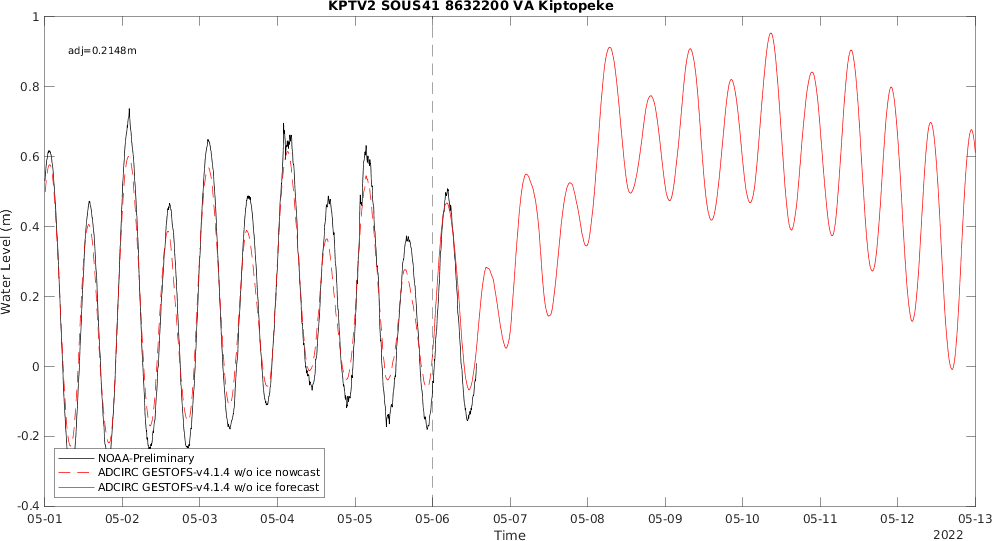 KPTV2 SOUS41 8632200 VA Kiptopeke
adj=0.2148m
Water Level (m)
1
0.8
0.6
0.4
0.2
0
-0.2
-0.4
NOAA-Preliminary
ADCIRC GESTOFS-v4.1.4 w/o ice nowcast
ADCIRC GESTOFS-v4.1.4 w/o ice forecast
05-01 05-02 05-03 05-04 05-05 05-06 05-07 05-08 05-09 05-10 05-11 05-12 05-13
Time
2022